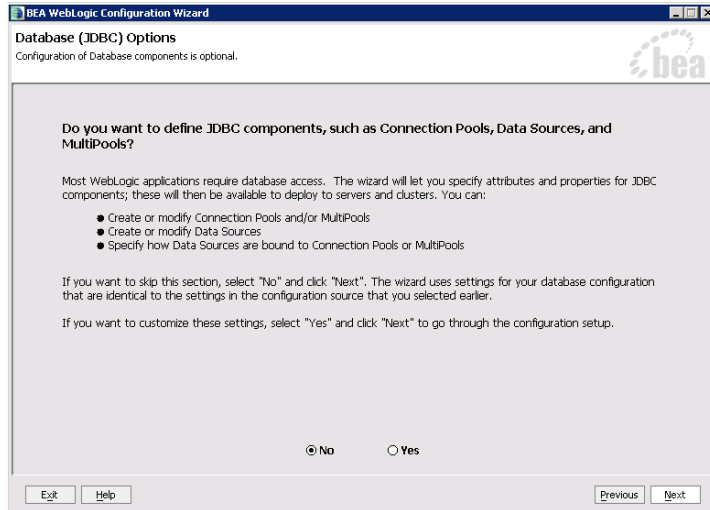 BEA WebLogic Configuration Wizard
Database (JDBC) Options
Configuration of Database components is optional.
bea
Do you want to define JDBC components, such as Connection Pools, Data Sources, and
MultiPools?
Most WebLogic applications require database access. The wizard will let you specify attributes and properties for JDBC
components; these will then be available to deploy to servers and clusters. You can:
● Create or modify Connection Pools and/or MultiPools
● Create or modify Data Sources
● Specify how Data Sources are bound to Connection Pools or MultiPools
If you want to skip this section, select "No" and click "Next". The wizard uses settings for your database configuration
that are identical to the settings in the configuration source that you selected earlier.
If you want to customize these settings, select "Yes" and click "Next" to go through the configuration setup.
No Yes
Exit Help Previous Next